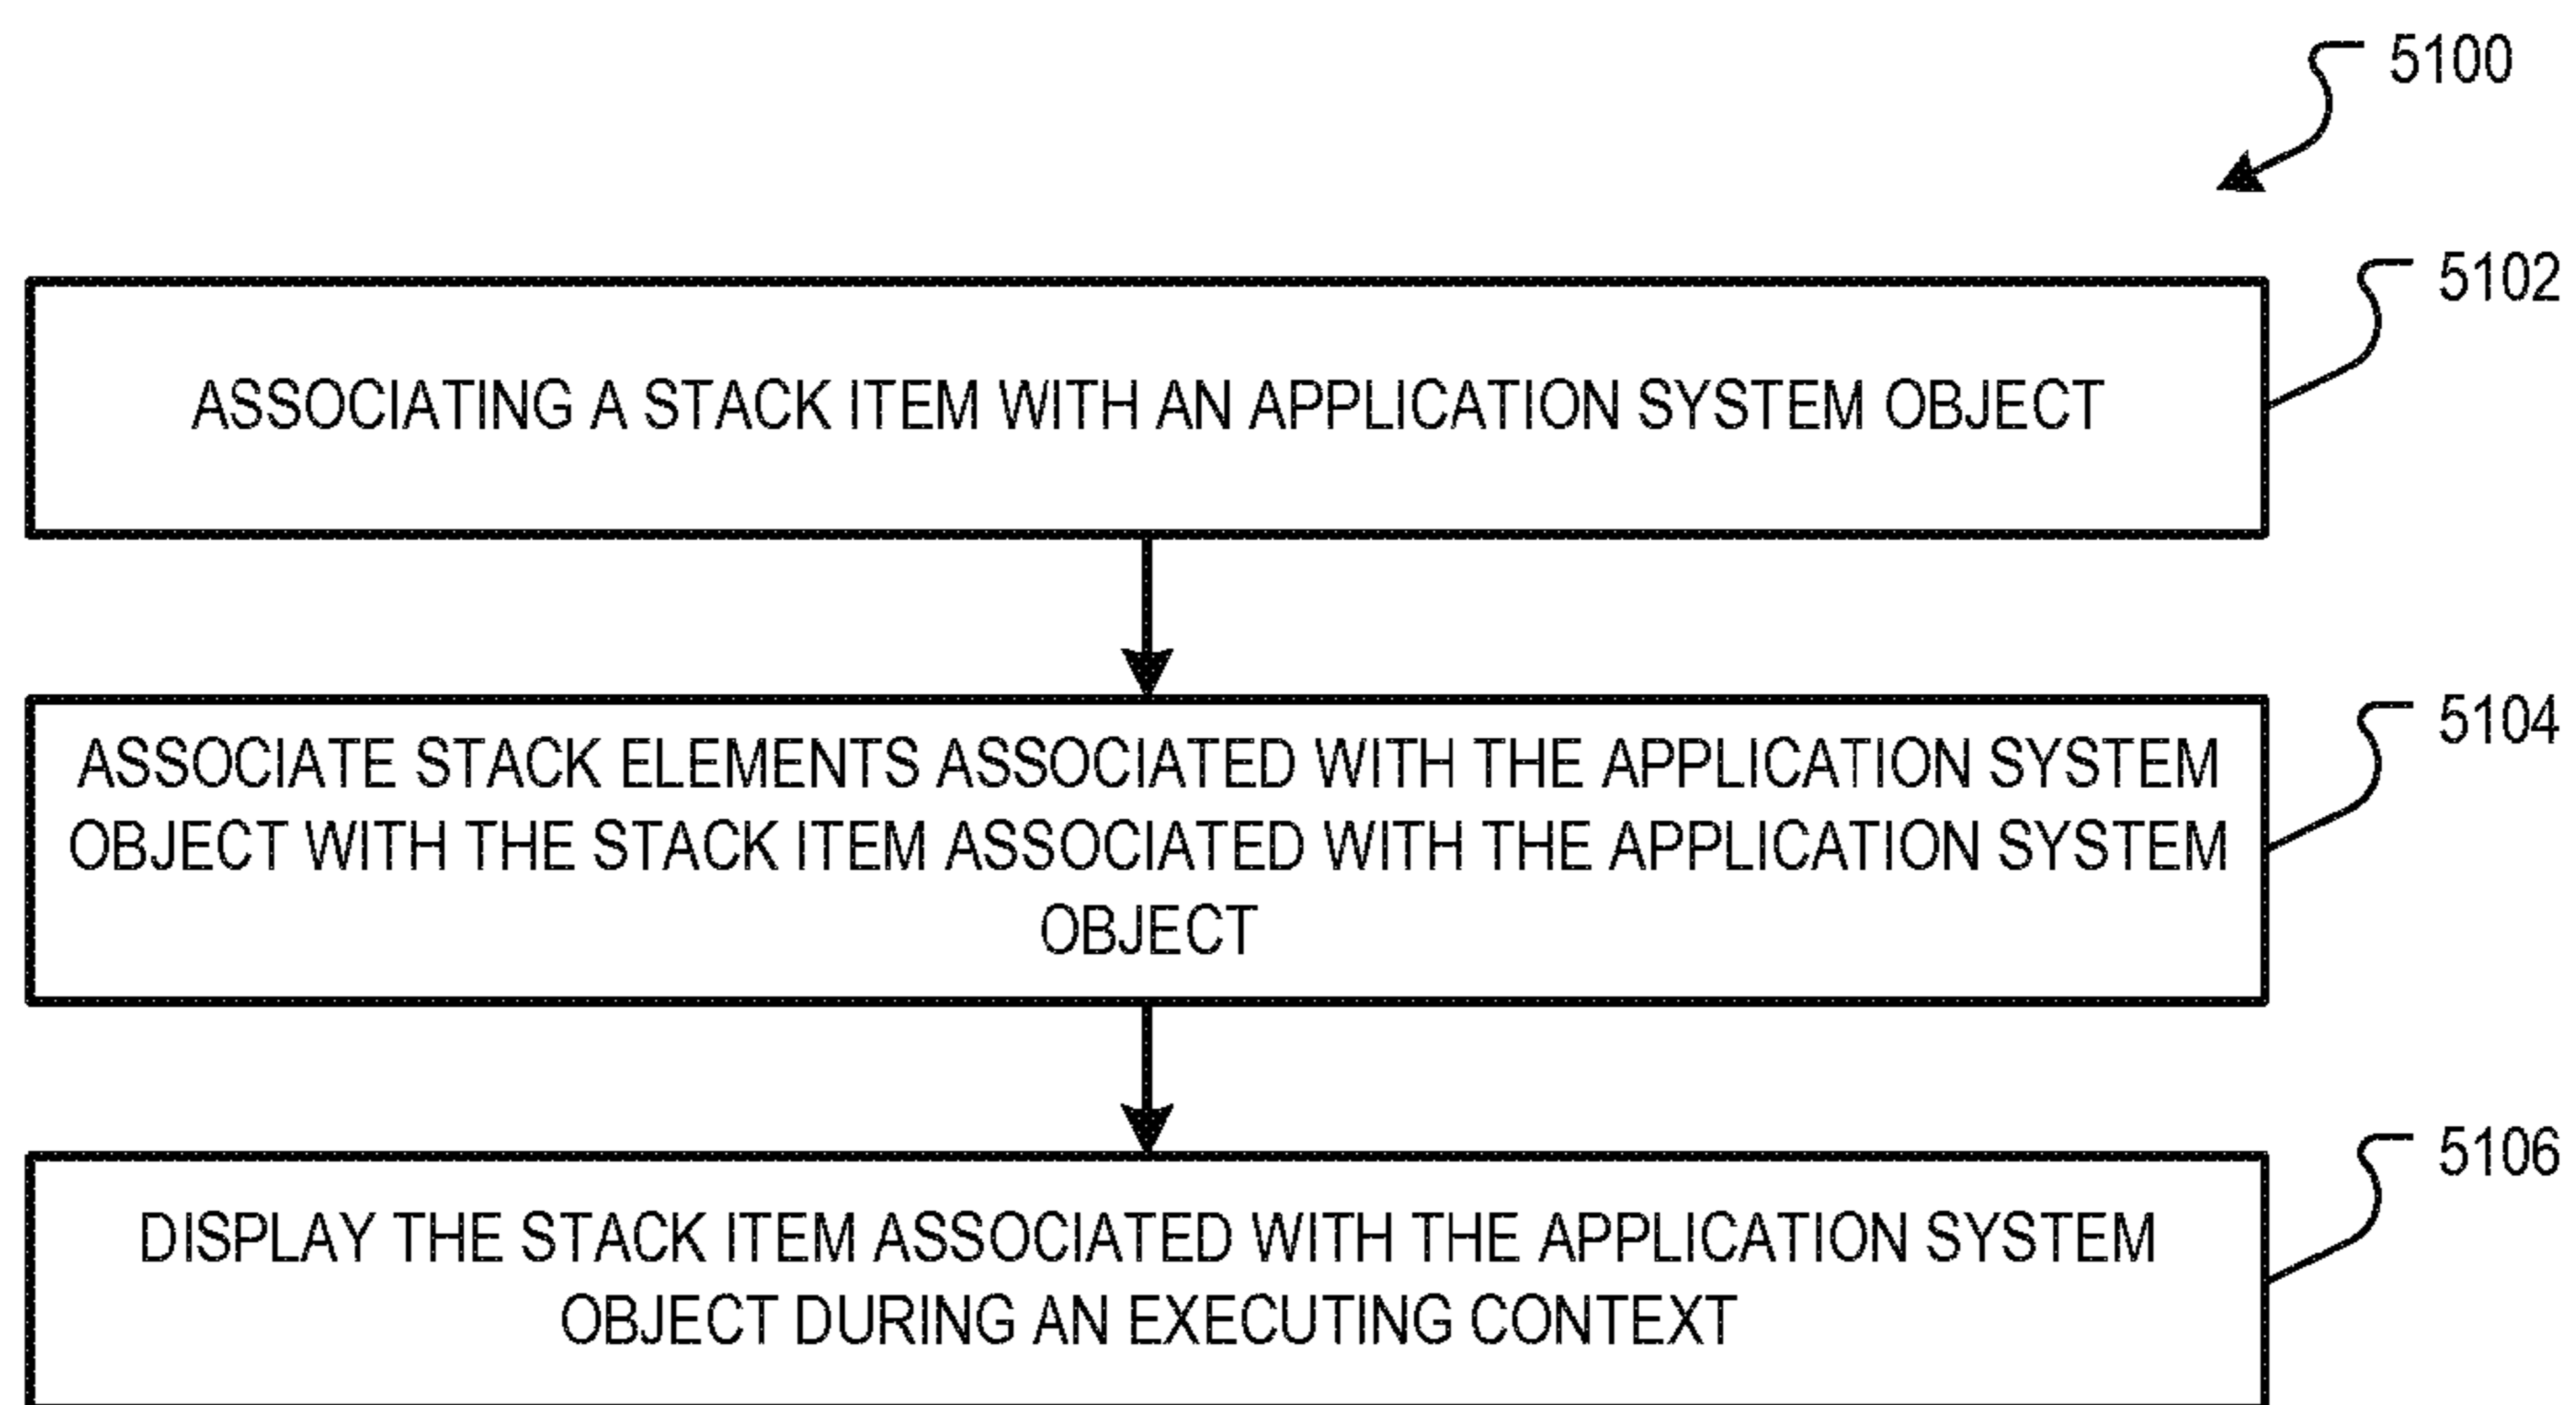 5100
5102
ASSOCIATING A STACK ITEM WITH AN APPLICATION SYSTEM OBJECT
5104
ASSOCIATE STACK ELEMENTS ASSOCIATED WITH THE APPLICATION SYSTEM
OBJECT WITH THE STACK ITEM ASSOCIATED WITH THE APPLICATION SYSTEM
OBJECT
5106
DISPLAY THE STACK ITEM ASSOCIATED WITH THE APPLICATION SYSTEM
OBJECT DURING AN EXECUTING CONTEXT